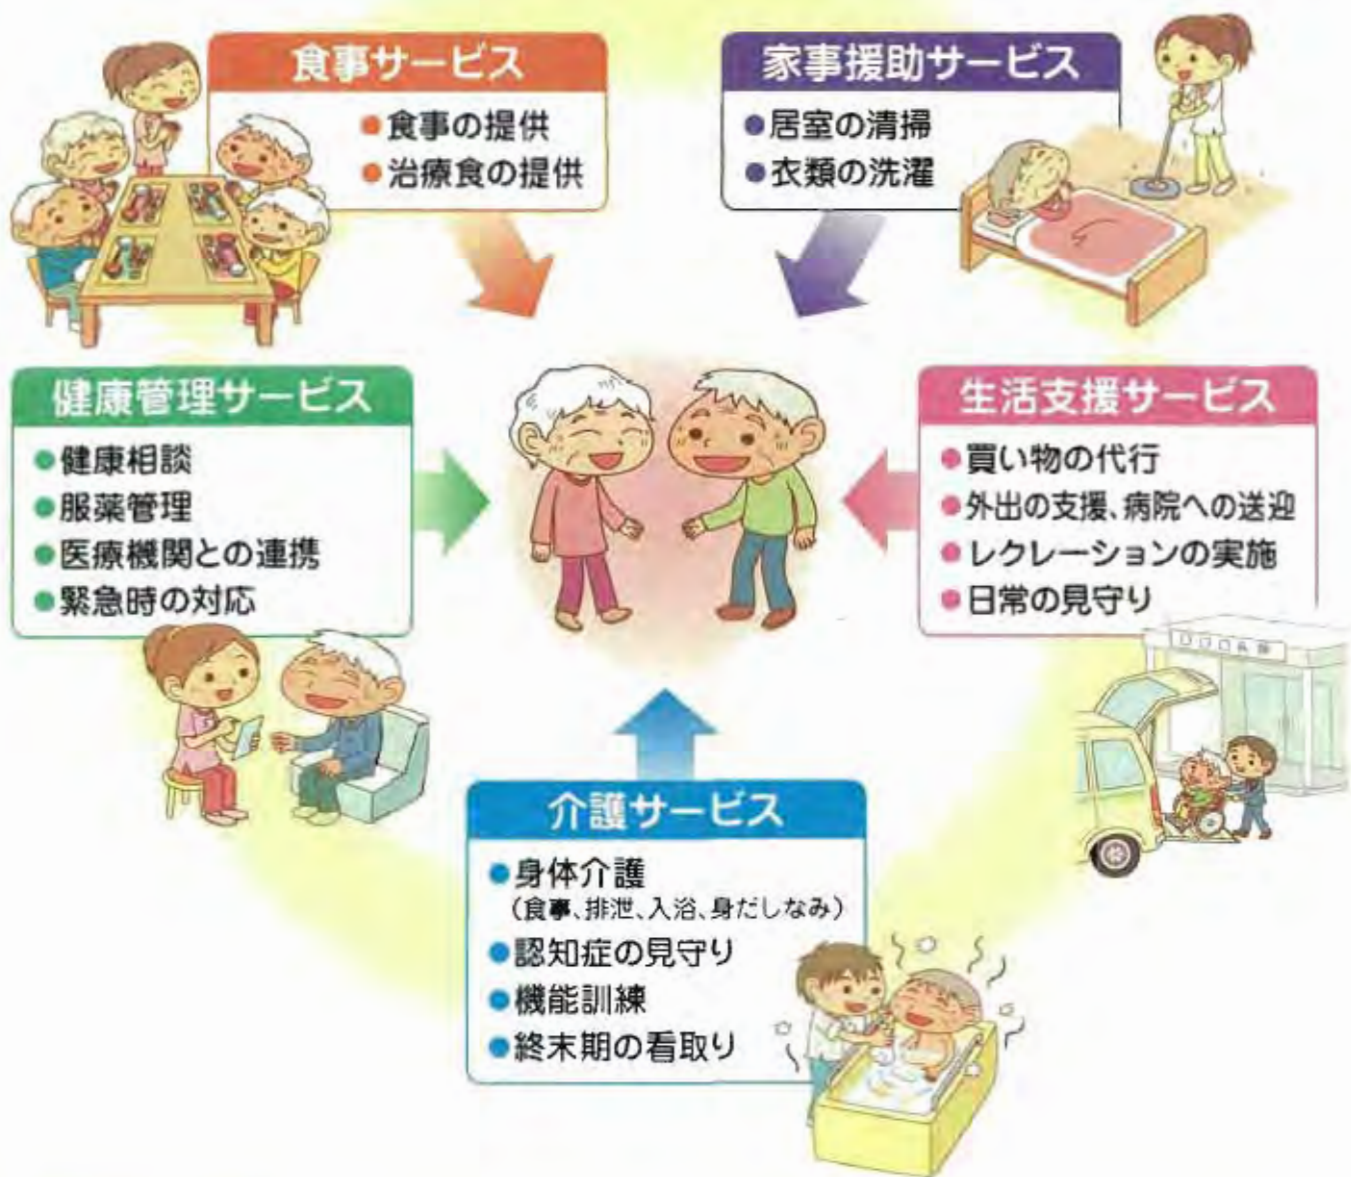 食事サービス
●食事の提供
●治療食の提供
家事援助サービス
●居室の清掃
●衣類の洗濯
健康管理サービス
●健康相談
●服薬管理
●医療機関との連携
●緊急時の対応
生活支援サービス
●買い物の代行
●外出の支援、病院への送迎
●レクレーションの実施
●日常の見守り
介護サービス
●身体介護
(食事、排泄、入浴、身だしなみ)
●認知症の見守り
●機能訓練
●終末期の看取り